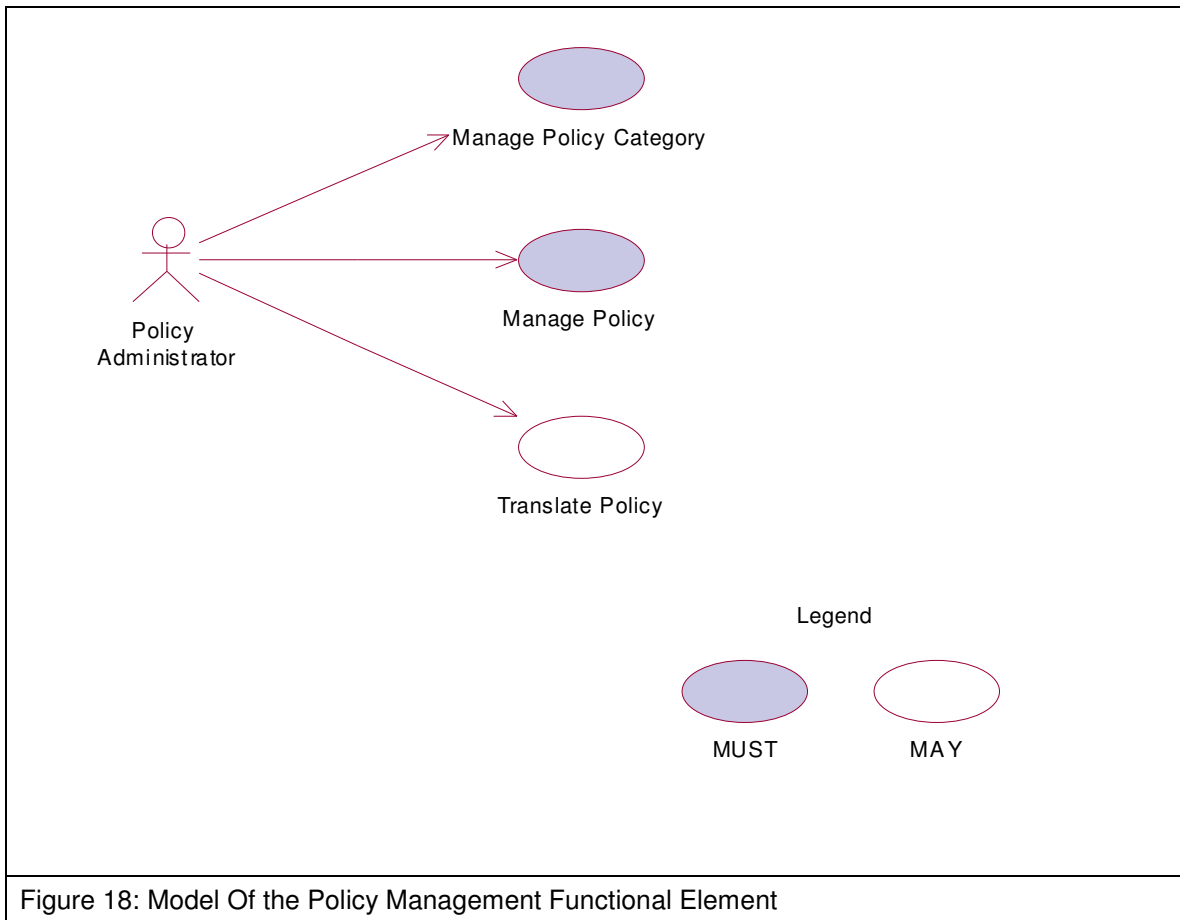 Manage Policy Category
Manage Policy
Policy
Administrator
Translate Policy
Legend
MUST
MAY
Figure 18: Model Of the Policy Management Functional Element